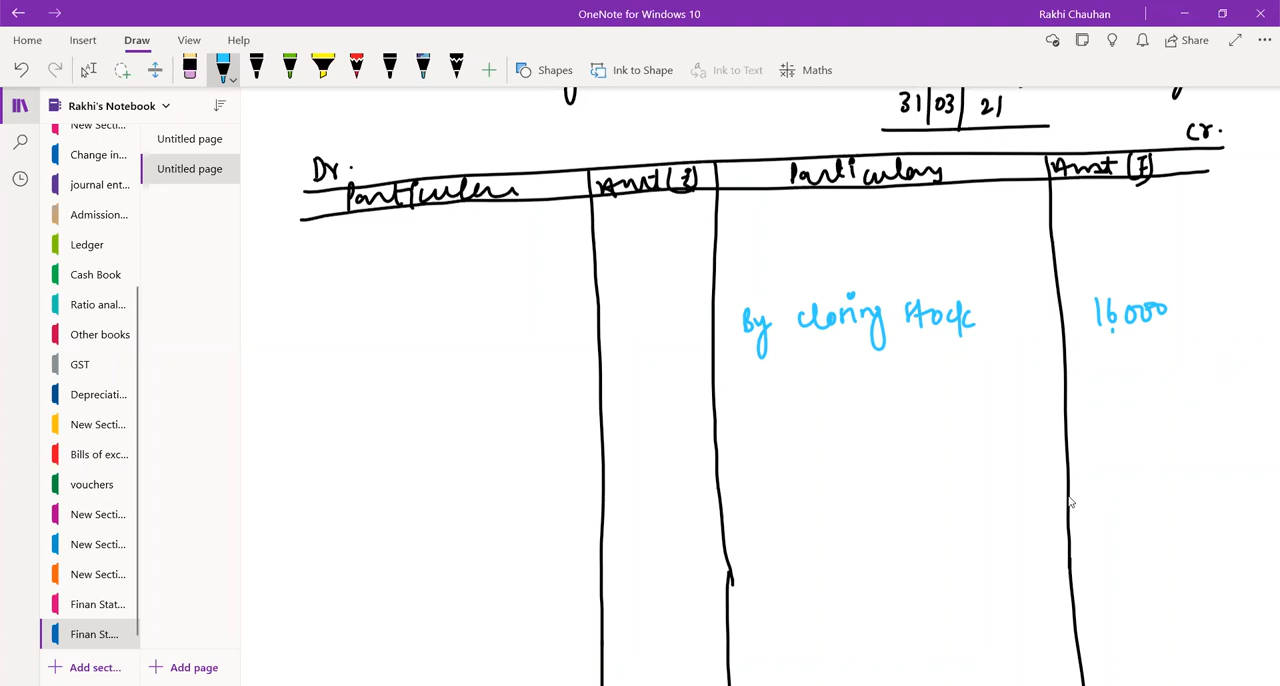 OneNote for Windows 10
Rakhi Chauhan
Home
Insert
Draw
View
Help
Share
Shapes
Ink to Shape
Ink to Text
Maths
Rakhi's Notebook
New Secti...
Change in...
journal ent...
Admission...
Ledger
Cash Book
Ratio anal...
Other books
GST
Depreciati...
New Secti...
Bills of exc...
vouchers
New Secti...
New Secti...
New Secti...
Finan Stat...
Finan St....
Add sect...
Untitled page
Untitled page
Add page
31/03/21
Dr.
Cr.
Particulars Amt (₹) Particulars Amt (₹)
By closing stock 16000